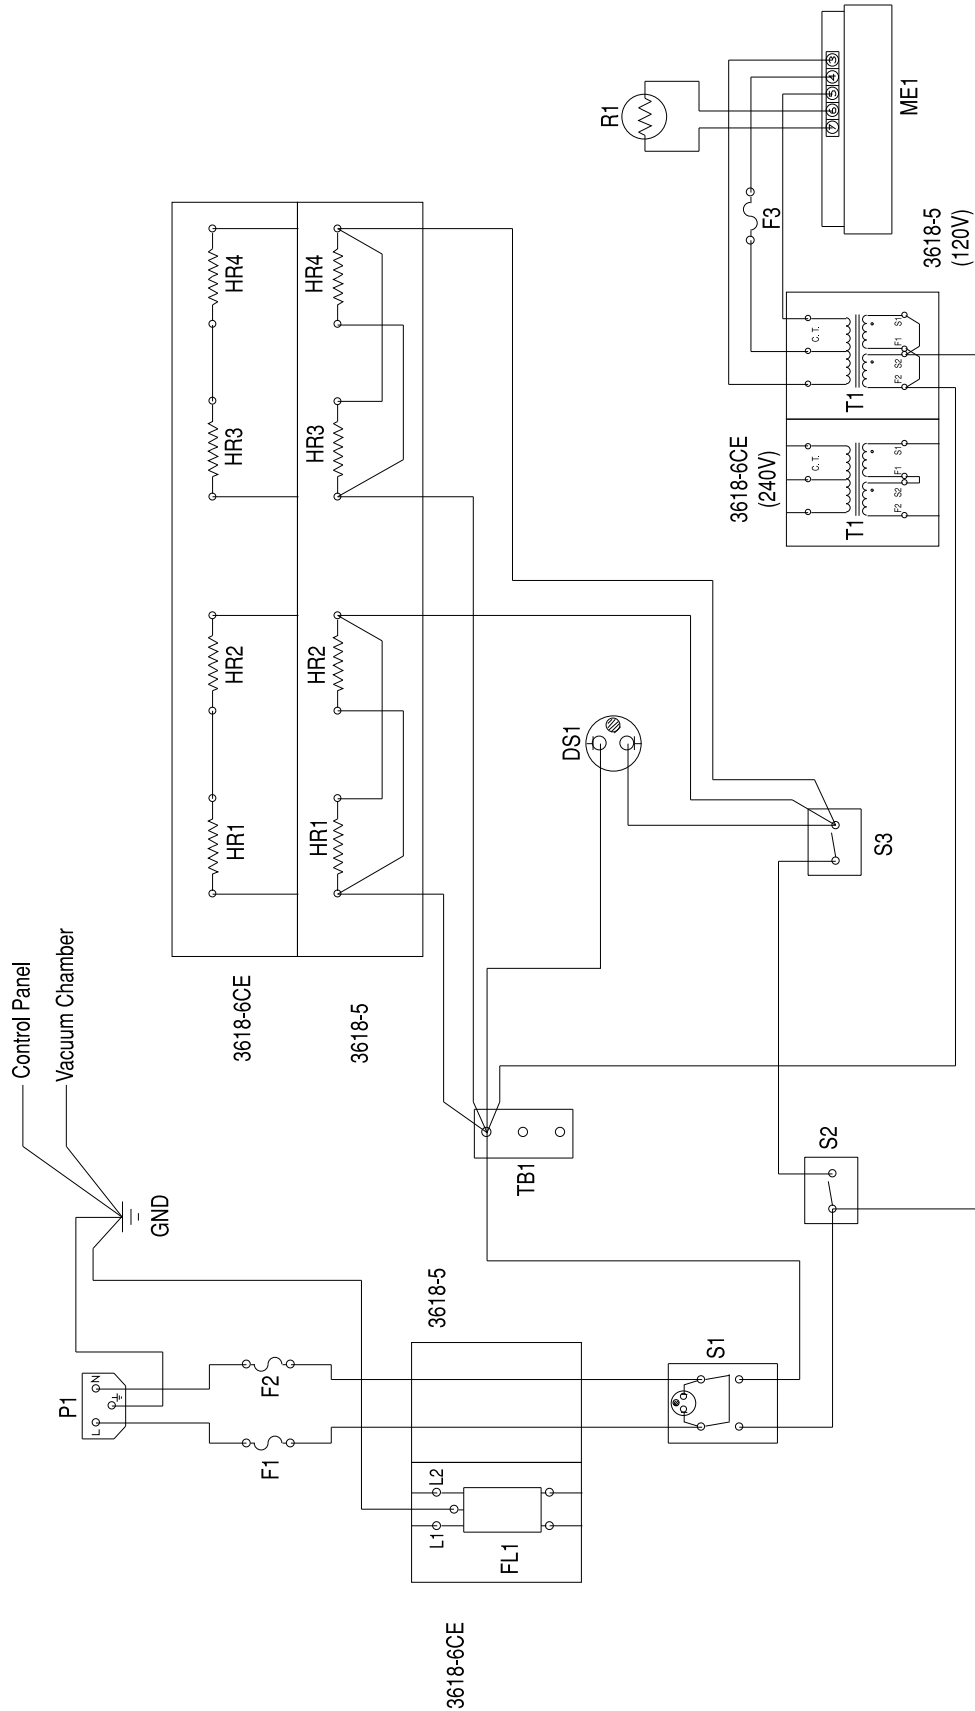 Control Panel
Vacuum Chamber
GND
P1
L
N
F1
F2
3618-6CE
3618-5
L1
L2
FL1
S1
TB1
S2
S3
DS1
3618-6CE
3618-5
HR1
HR2
HR3
HR4
HR1
HR2
HR3
HR4
3618-6CE
(240V)
T1
C.T.
F2
S2
F1
S1
T1
C.T.
F2
S2
F1
S1
3618-5
(120V)
F3
R1
7
6
5
4
3
ME1